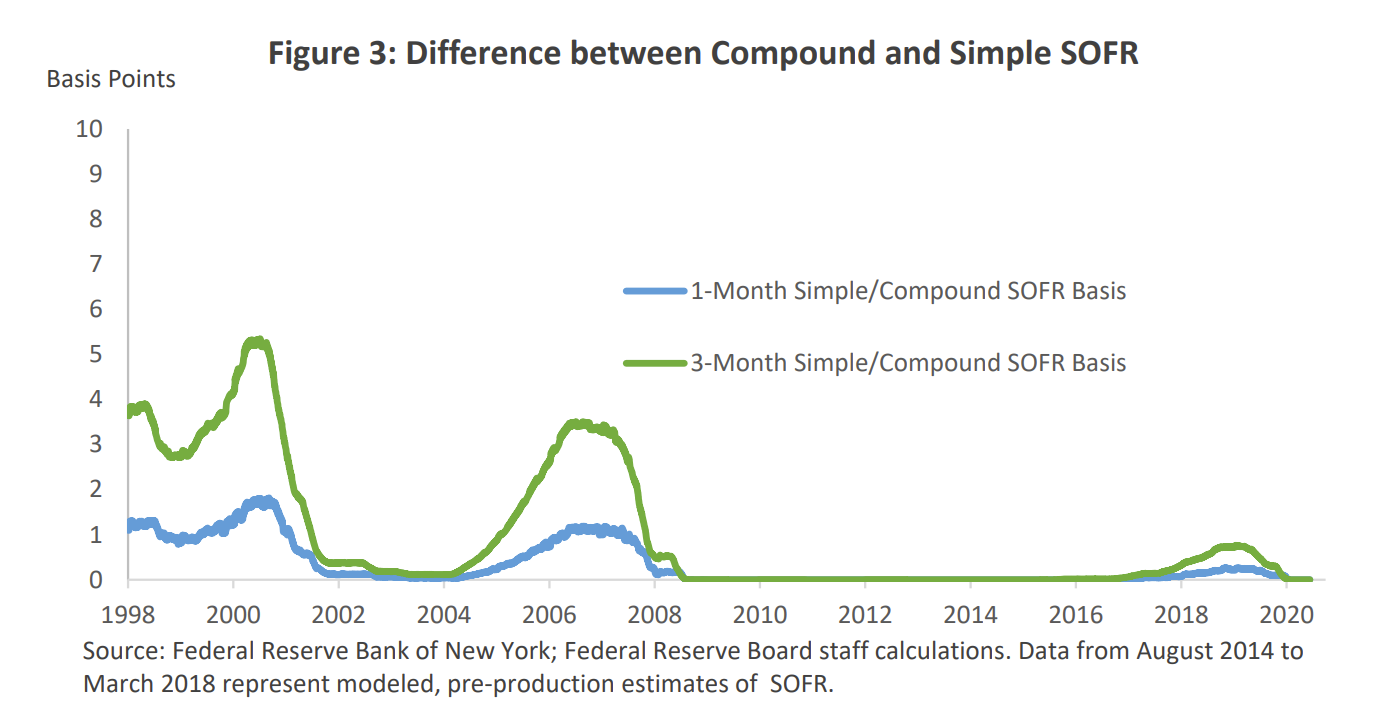 Figure 3: Difference between Compound and Simple SOFR
Basis Points
10
9
8
7
6
5
4
3
2
1
0
1-Month Simple/Compound SOFR Basis
3-Month Simple/Compound SOFR Basis
1998 2000 2002 2004 2006 2008 2010 2012 2014 2016 2018 2020
Source: Federal Reserve Bank of New York; Federal Reserve Board staff calculations. Data from August 2014 to
March 2018 represent modeled, pre-production estimates of  SOFR.